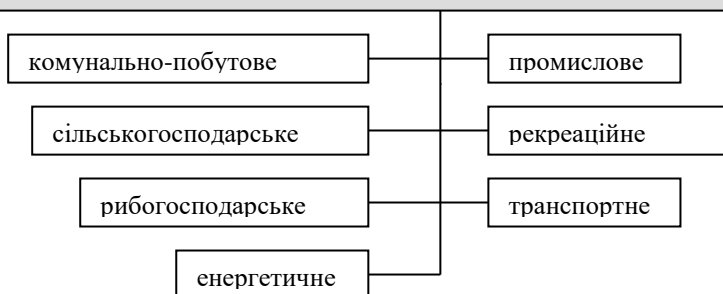 комунально-побутове
промислове
сільськогосподарське
рекреаційне
рибогосподарське
транспортне
енергетичне